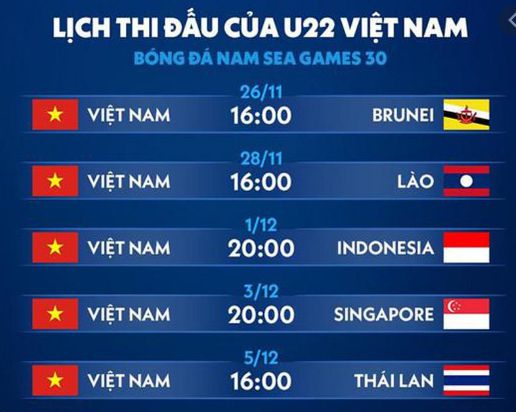 LỊCH THI ĐẤU CỦA U22 VIỆT NAM
BÓNG ĐÁ NAM SEA GAMES 30
26/11
VIỆT NAM 16:00 BRUNEI
28/11
VIỆT NAM 16:00 LÀO
1/12
VIỆT NAM 20:00 INDONESIA
3/12
VIỆT NAM 20:00 SINGAPORE
5/12
VIỆT NAM 16:00 THÁI LAN